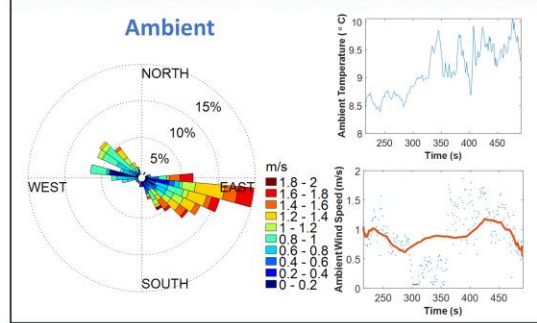 Ambient
NORTH
15%
10%
5%
WEST
EAST
SOUTH
m/s
1.8 - 2
1.6 - 1.8
1.4 - 1.6
1.2 - 1.4
1 - 1.2
0.8 - 1
0.6 - 0.8
0.4 - 0.6
0.2 - 0.4
0 - 0.2
Ambient Temperature (°C)
10
9.5
9
8.5
8
250 300 350 400 450
Time (s)
Ambient Wind Speed (m/s)
2
1.5
1
0.5
0
250 300 350 400 450
Time (s)